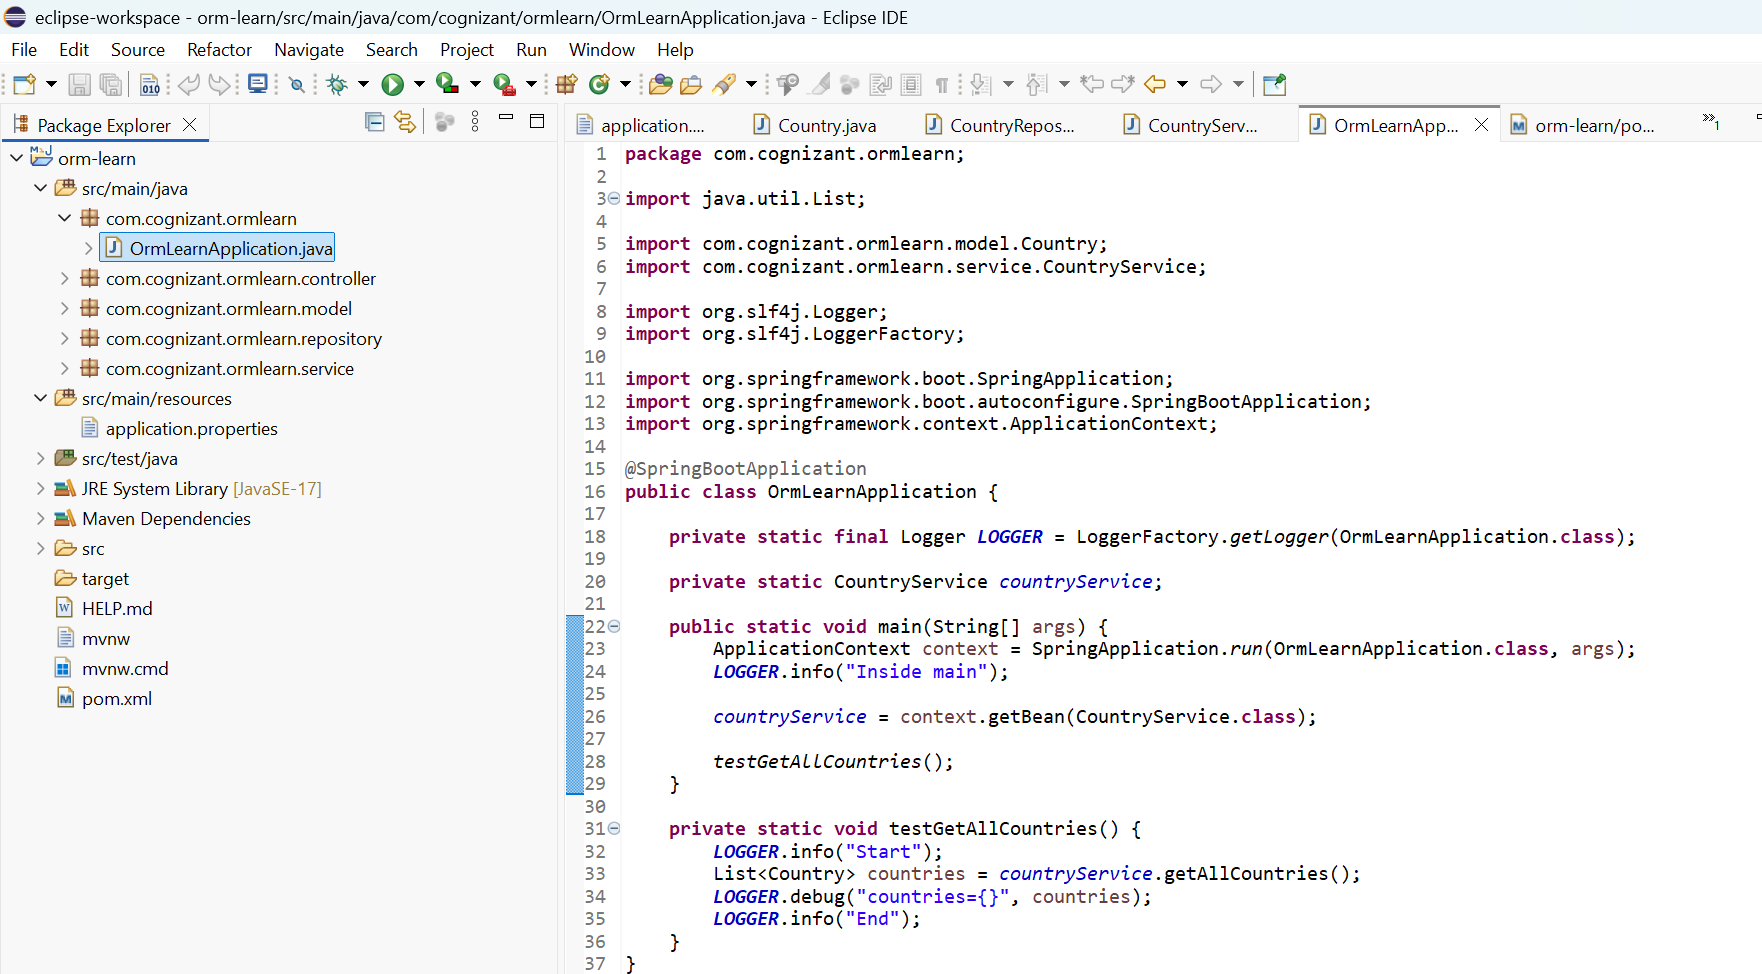 eclipse-workspace - orm-learn/src/main/java/com/cognizant/ormlearn/OrmLearnApplication.java - Eclipse IDE
File Edit Source Refactor Navigate Search Project Run Window Help
Package Explorer
orm-learn
src/main/java
com.cognizant.ormlearn
OrmLearnApplication.java
com.cognizant.ormlearn.controller
com.cognizant.ormlearn.model
com.cognizant.ormlearn.repository
com.cognizant.ormlearn.service
src/main/resources
application.properties
src/test/java
JRE System Library [JavaSE-17]
Maven Dependencies
src
target
HELP.md
mvnw
mvnw.cmd
pom.xml
application.... Country.java CountryRepos... CountryServ... OrmLearnApp... orm-learn/po... »1
1 package com.cognizant.ormlearn;
2
3 import java.util.List;
4
5 import com.cognizant.ormlearn.model.Country;
6 import com.cognizant.ormlearn.service.CountryService;
7
8 import org.slf4j.Logger;
9 import org.slf4j.LoggerFactory;
10
11 import org.springframework.boot.SpringApplication;
12 import org.springframework.boot.autoconfigure.SpringBootApplication;
13 import org.springframework.context.ApplicationContext;
14
15 @SpringBootApplication
16 public class OrmLearnApplication {
17
18     private static final Logger LOGGER = LoggerFactory.getLogger(OrmLearnApplication.class);
19
20     private static CountryService countryService;
21
22     public static void main(String[] args) {
23         ApplicationContext context = SpringApplication.run(OrmLearnApplication.class, args);
24         LOGGER.info("Inside main");
25
26         countryService = context.getBean(CountryService.class);
27
28         testGetAllCountries();
29     }
30
31     private static void testGetAllCountries() {
32         LOGGER.info("Start");
33         List<Country> countries = countryService.getAllCountries();
34         LOGGER.debug("countries={}", countries);
35         LOGGER.info("End");
36     }
37 }